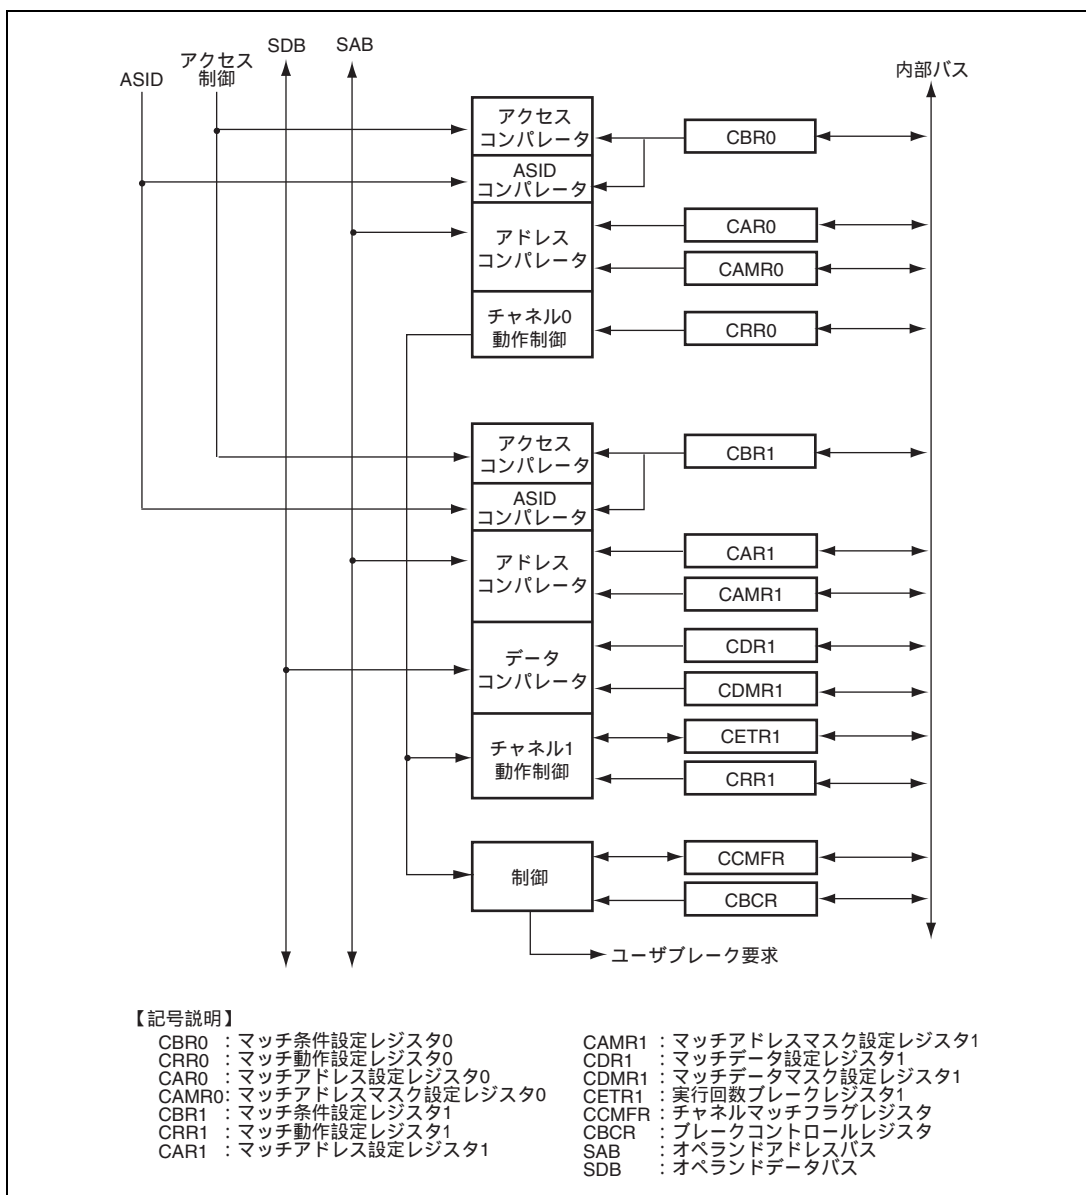 ASID
アクセス
制御
SDB
SAB
内部バス
アクセス
コンパレータ
CBR0
ASID
コンパレータ
アドレス
コンパレータ
CAR0
CAMR0
チャネル0
動作制御
CRR0
アクセス
コンパレータ
CBR1
ASID
コンパレータ
アドレス
コンパレータ
CAR1
CAMR1
データ
コンパレータ
CDR1
CDMR1
チャネル1
動作制御
CETR1
CRR1
制御
CCMFR
CBCR
ユーザブレーク要求
【記号説明】
CBR0 : マッチ条件設定レジスタ0
CRR0 : マッチ動作設定レジスタ0
CAR0 : マッチアドレス設定レジスタ0
CAMR0: マッチアドレスマスク設定レジスタ0
CBR1 : マッチ条件設定レジスタ1
CRR1 : マッチ動作設定レジスタ1
CAR1 : マッチアドレス設定レジスタ1
CAMR1 : マッチアドレスマスク設定レジスタ1
CDR1 : マッチデータ設定レジスタ1
CDMR1 : マッチデータマスク設定レジスタ1
CETR1 : 実行回数ブレークレジスタ1
CCMFR : チャネルマッチフラグレジスタ
CBCR : ブレークコントロールレジスタ
SAB : オペランドアドレスバス
SDB : オペランドデータバス